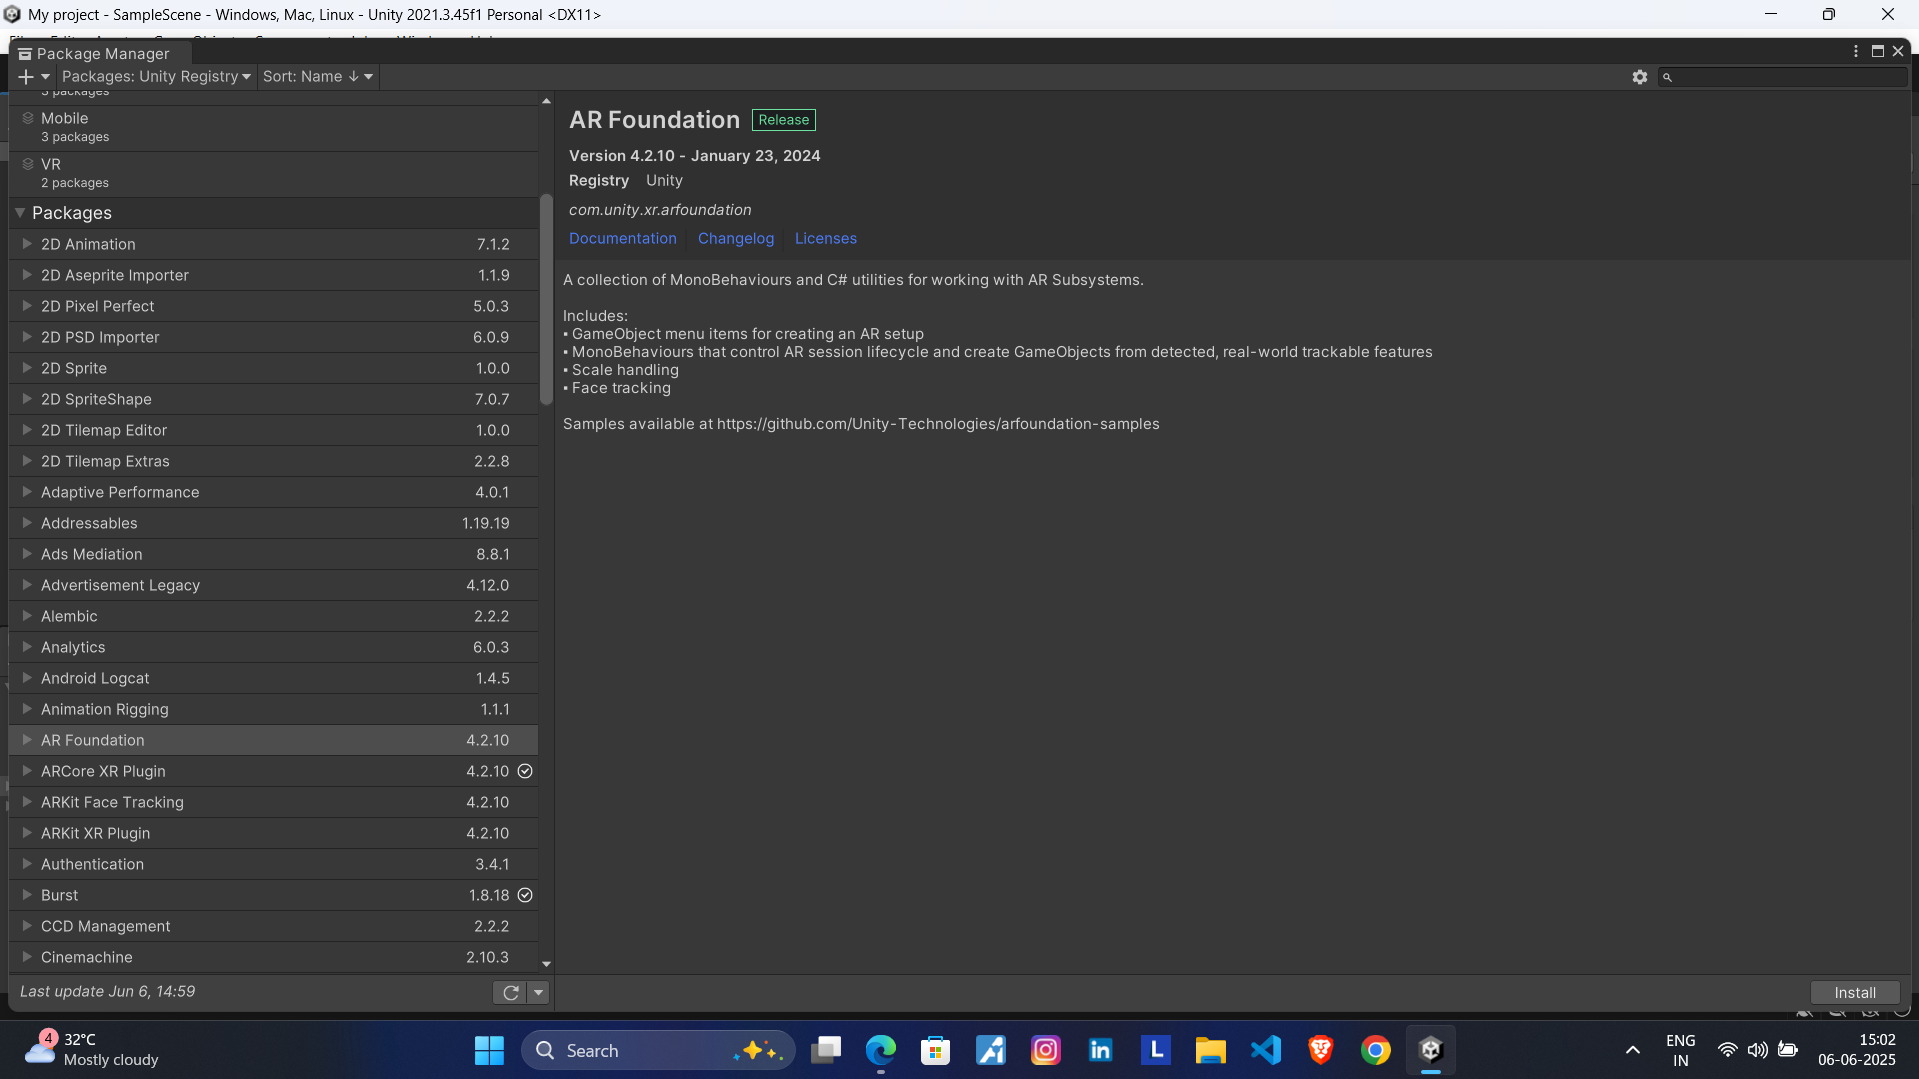 My project - SampleScene - Windows, Mac, Linux - Unity 2021.3.45f1 Personal <DX11>
Package Manager
Packages: Unity Registry
Sort: Name ↓
3 packages
Mobile
3 packages
VR
2 packages
Packages
2D Animation 7.1.2
2D Aseprite Importer 1.1.9
2D Pixel Perfect 5.0.3
2D PSD Importer 6.0.9
2D Sprite 1.0.0
2D SpriteShape 7.0.7
2D Tilemap Editor 1.0.0
2D Tilemap Extras 2.2.8
Adaptive Performance 4.0.1
Addressables 1.19.19
Ads Mediation 8.8.1
Advertisement Legacy 4.12.0
Alembic 2.2.2
Analytics 6.0.3
Android Logcat 1.4.5
Animation Rigging 1.1.1
AR Foundation 4.2.10
ARCore XR Plugin 4.2.10
ARKit Face Tracking 4.2.10
ARKit XR Plugin 4.2.10
Authentication 3.4.1
Burst 1.8.18
CCD Management 2.2.2
Cinemachine 2.10.3
Last update Jun 6, 14:59
AR Foundation Release
Version 4.2.10 - January 23, 2024
Registry Unity
com.unity.xr.arfoundation
Documentation Changelog Licenses
A collection of MonoBehaviours and C# utilities for working with AR Subsystems.
Includes:
▪ GameObject menu items for creating an AR setup
▪ MonoBehaviours that control AR session lifecycle and create GameObjects from detected, real-world trackable features
▪ Scale handling
▪ Face tracking
Samples available at https://github.com/Unity-Technologies/arfoundation-samples
Install
4
32°C
Mostly cloudy
Search
in
L
ENG
IN
15:02
06-06-2025